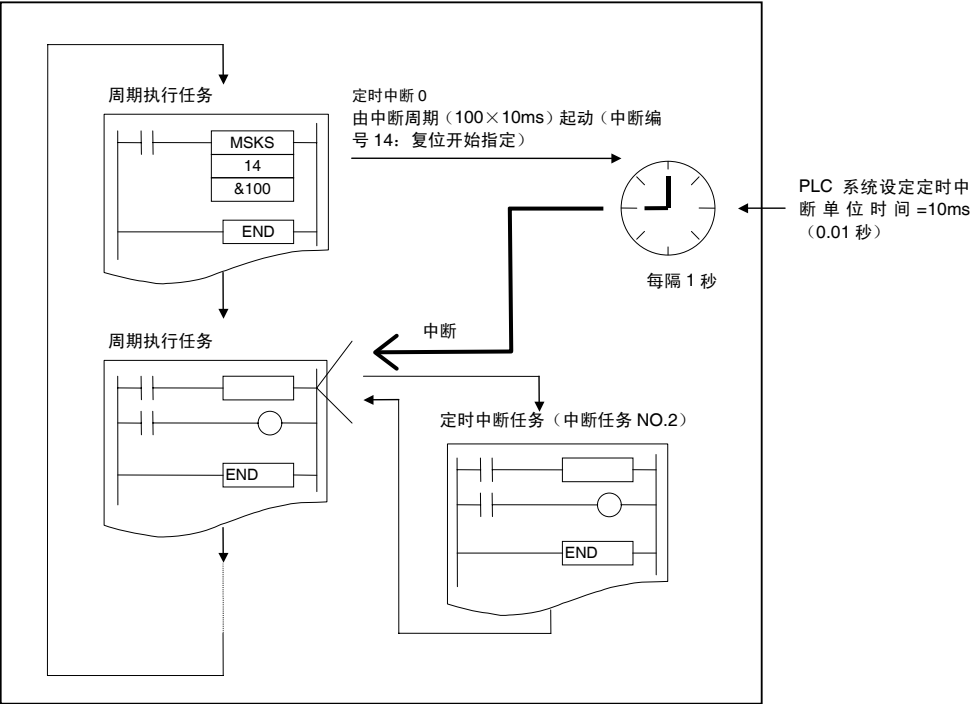 周期执行任务
MSKS
14
&100
END
定时中断 0
由中断周期（100×10ms）起动（中断编
号 14：复位开始指定）
PLC 系统设定定时中
断单位时间=10ms
（0.01 秒）
每隔 1 秒
中断
周期执行任务
END
定时中断任务（中断任务 NO.2）
END